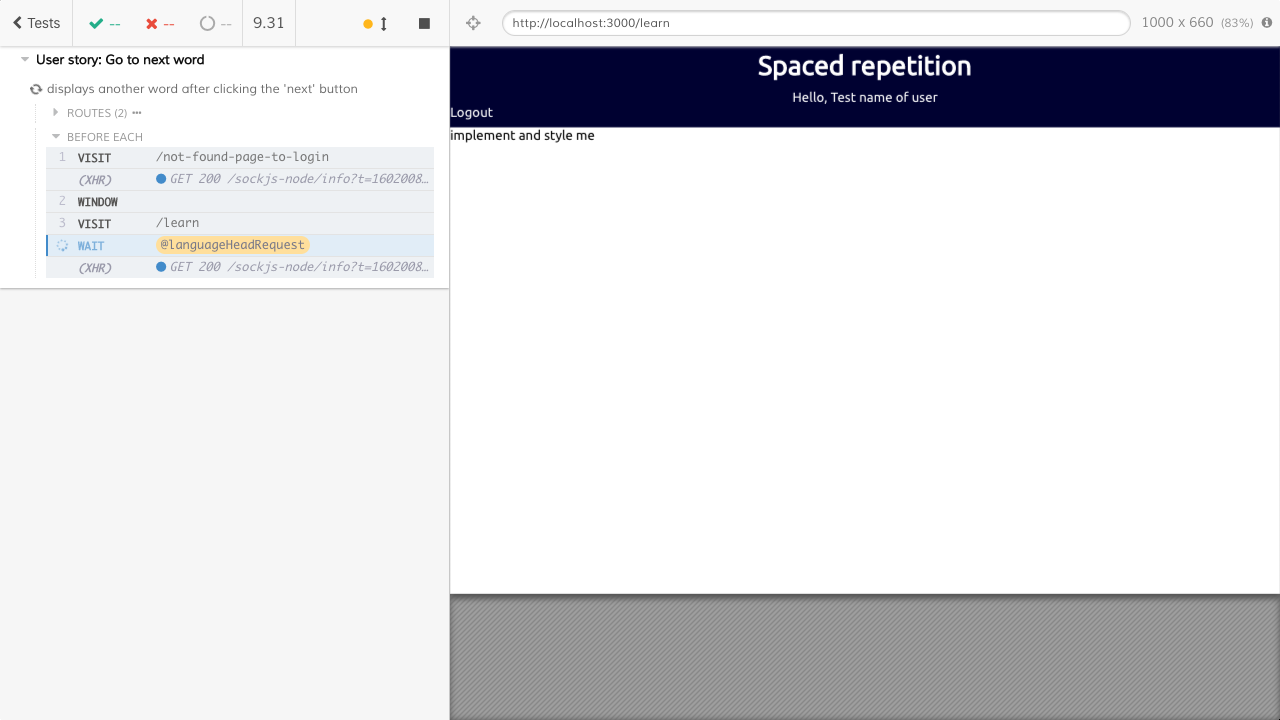 Tests
--
--
--
9.31
http://localhost:3000/learn
1000 x 660 (83%)
User story: Go to next word
displays another word after clicking the 'next' button
ROUTES (2)
BEFORE EACH
1 VISIT /not-found-page-to-login
(XHR) GET 200 /sockjs-node/info?t=1602008…
2 WINDOW
3 VISIT /learn
WAIT @languageHeadRequest
(XHR) GET 200 /sockjs-node/info?t=1602008…
Spaced repetition
Hello, Test name of user
Logout
implement and style me